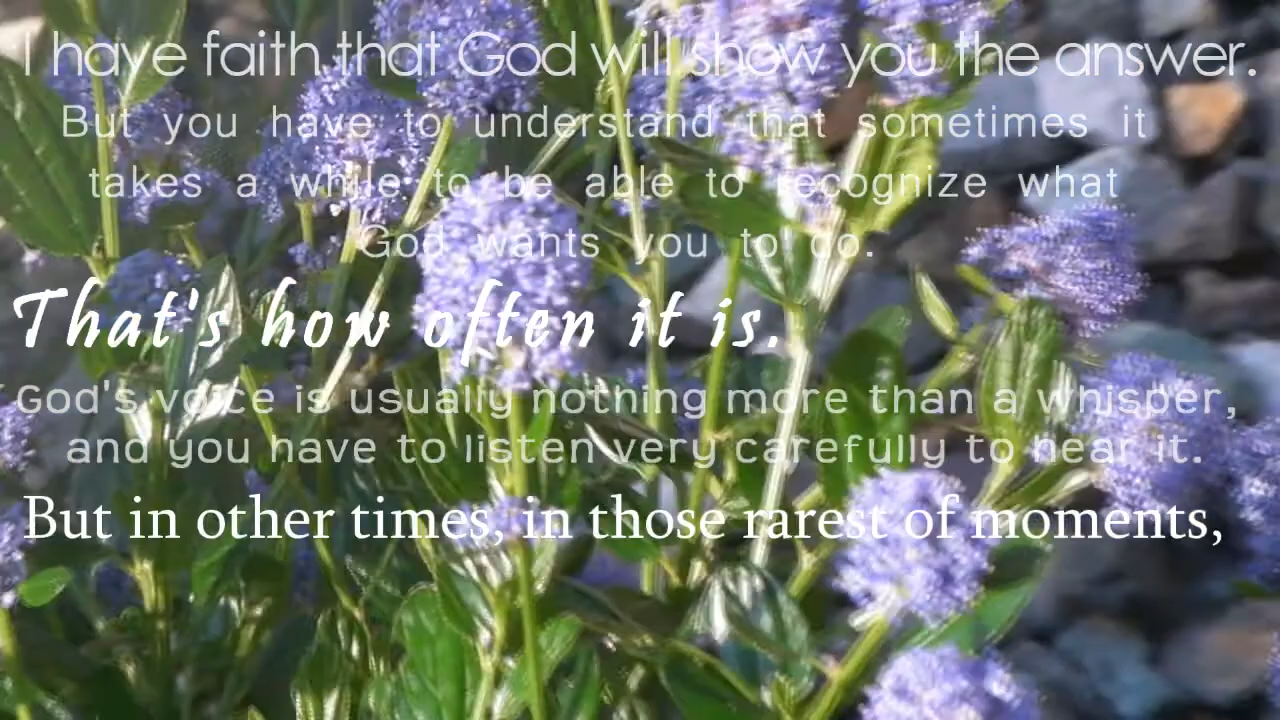 I have faith that God will show you the answer.
But you have to understand that sometimes it
takes a while to be able to recognize what
God wants you to do.
That's how often it is.
God's voice is usually nothing more than a whisper,
and you have to listen very carefully to hear it.
But in other times, in those rarest of moments,